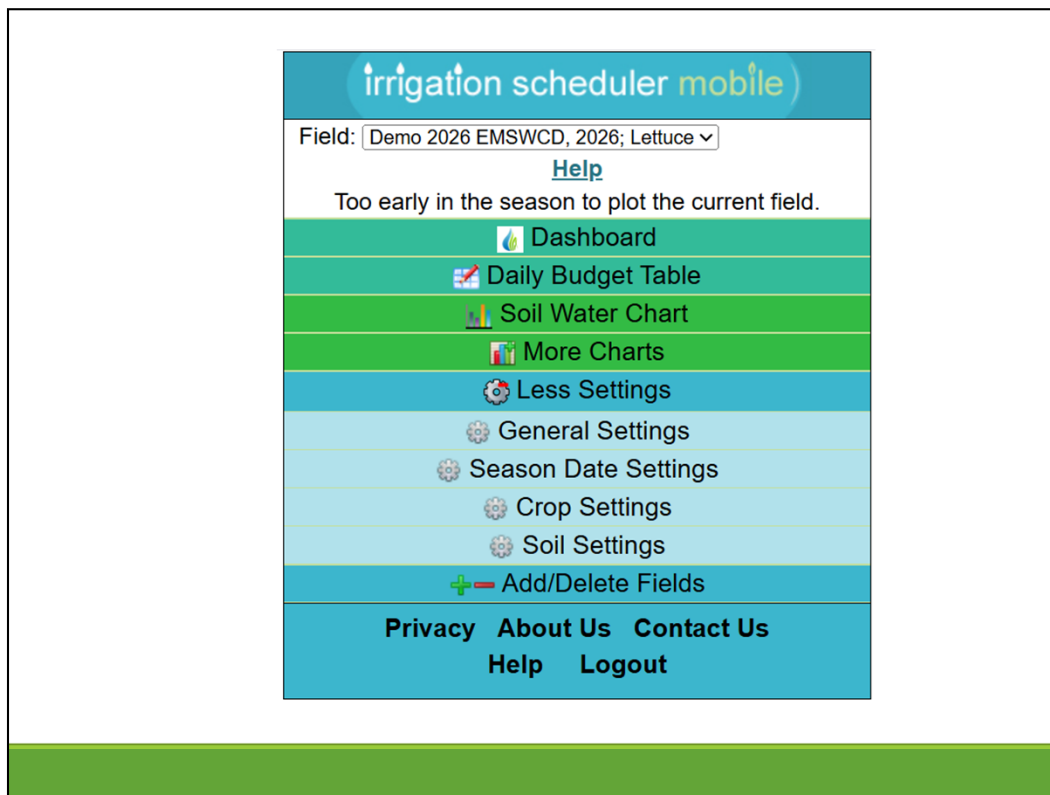 irrigation scheduler mobile
Field: Demo 2026 EMSWCD, 2026; Lettuce
Help
Too early in the season to plot the current field.
Dashboard
Daily Budget Table
Soil Water Chart
More Charts
Less Settings
General Settings
Season Date Settings
Crop Settings
Soil Settings
Add/Delete Fields
Privacy About Us Contact Us
Help Logout